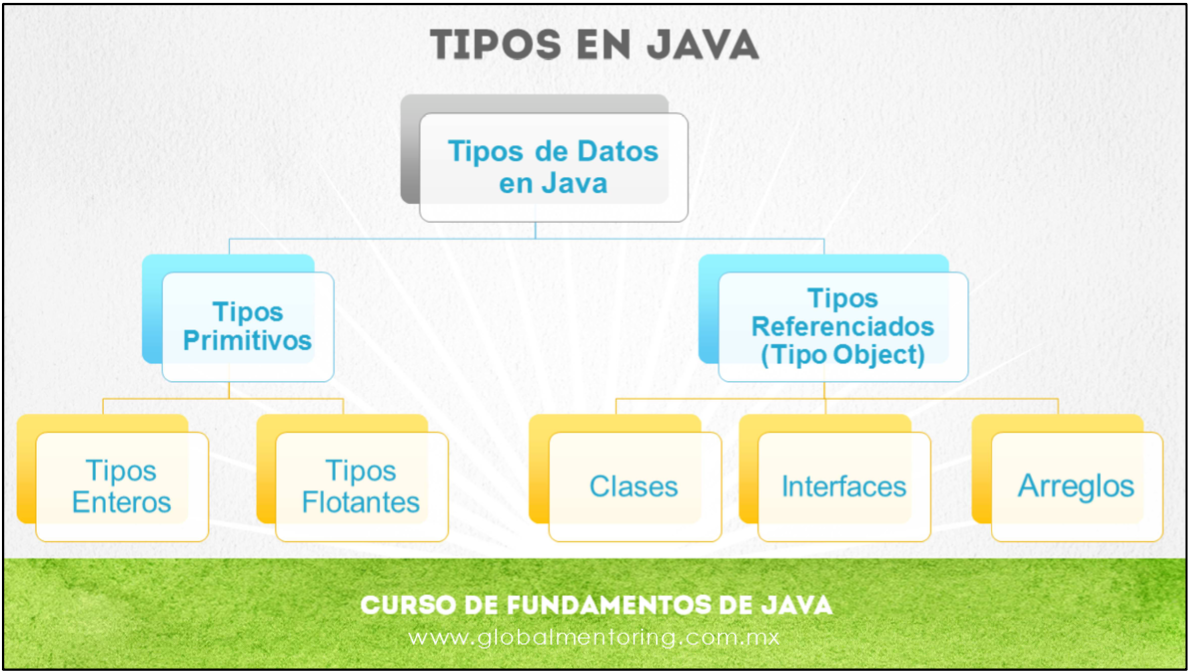 TIPOS EN JAVA
Tipos de Datos
en Java
Tipos
Primitivos
Tipos
Referenciados
(Tipo Object)
Tipos
Enteros
Tipos
Flotantes
Clases
Interfaces
Arreglos
CURSO DE FUNDAMENTOS DE JAVA
www.globalmentoring.com.mx